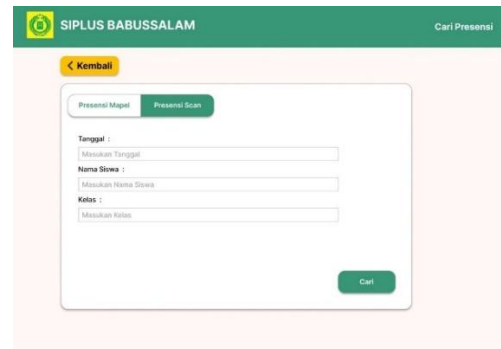 SIPLUS BABUSSALAM
Cari Presensi
Kembali
Presensi Mapel
Presensi Scan
Tanggal :
Masukan Tanggal
Nama Siswa :
Masukan Nama Siswa
Kelas :
Masukan Kelas
Cari